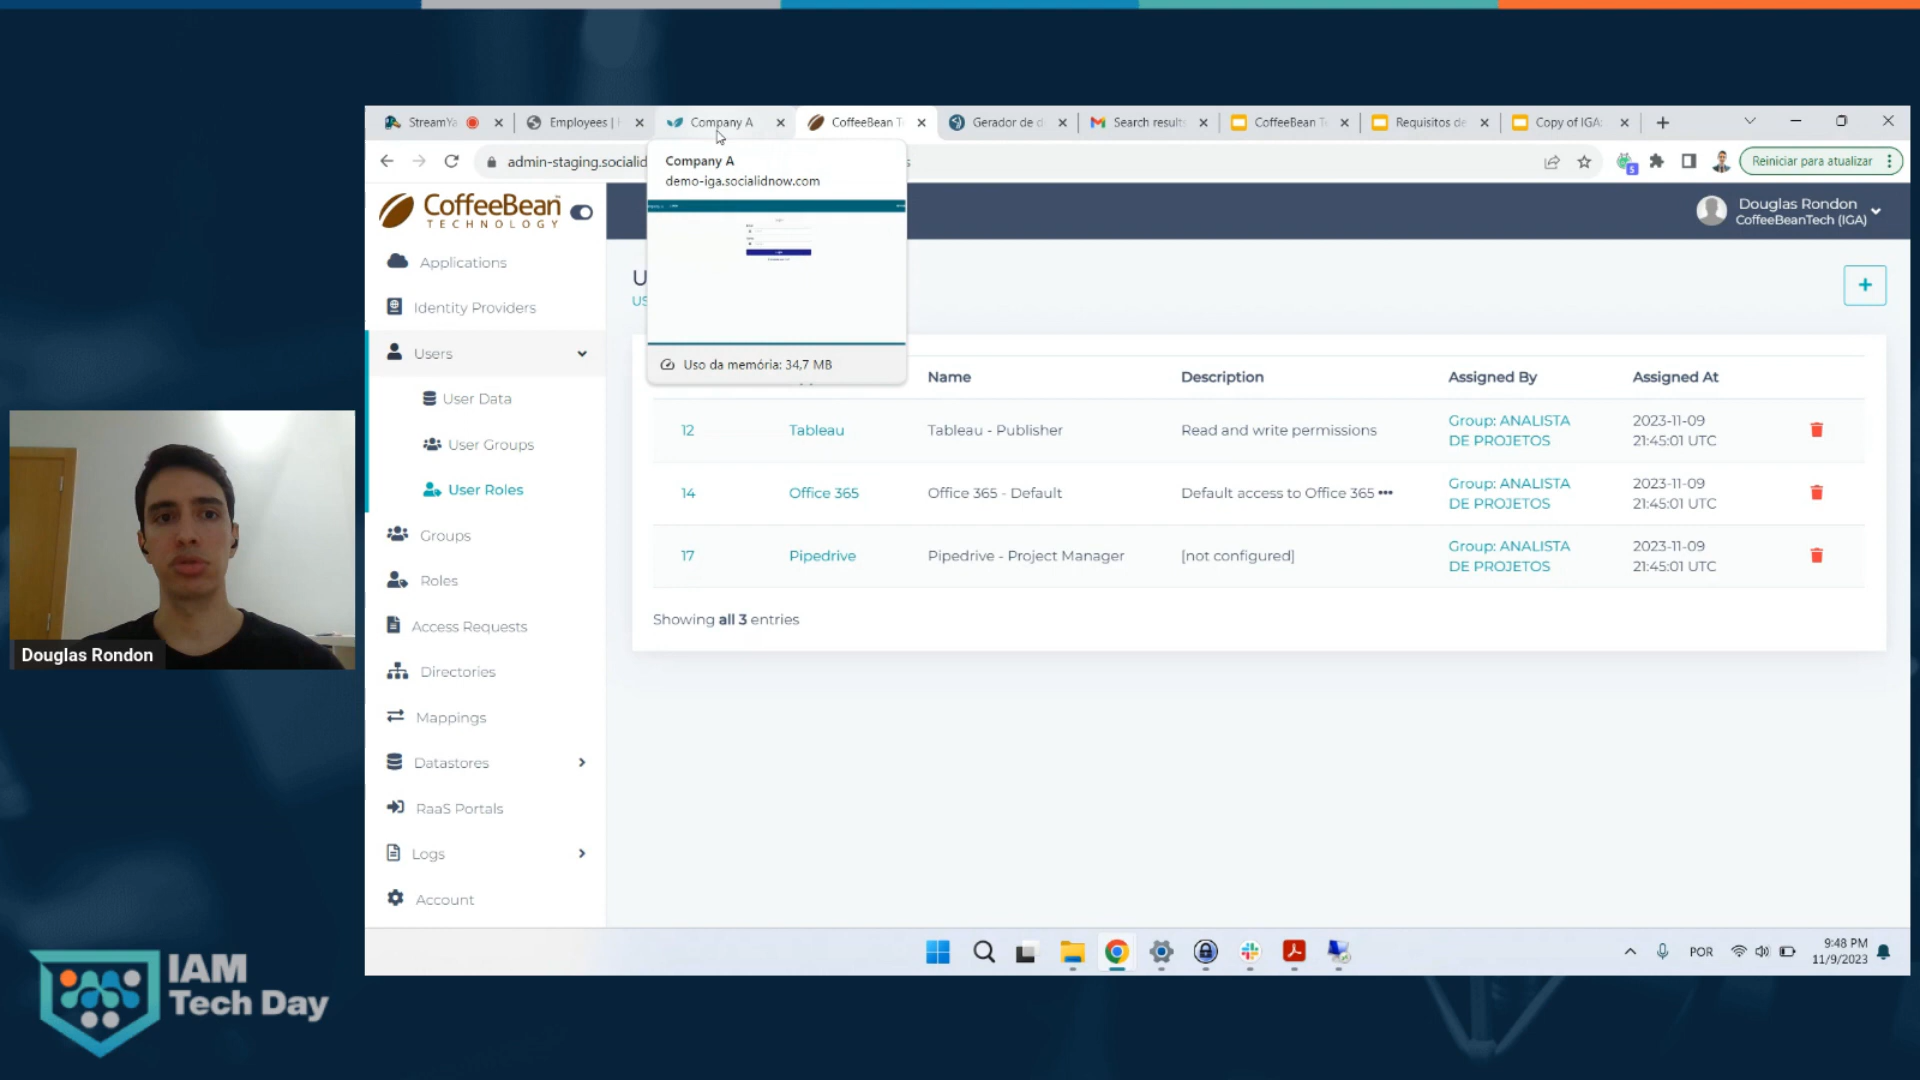 StreamYa
Employees |
Company A
CoffeeBean T
Gerador de d
Search results
CoffeeBean T
Requisitos de
Copy of IGA:
admin-staging.socialid
Reiniciar para atualizar
Company A
demo-iga.socialidnow.com
Uso da memória: 34,7 MB
CoffeeBean
TECHNOLOGY
Douglas Rondon
CoffeeBeanTech (IGA)
Applications
Identity Providers
Users
User Data
User Groups
User Roles
Groups
Roles
Access Requests
Directories
Mappings
Datastores
RaaS Portals
Logs
Account
U
US
Name Description Assigned By Assigned At
12 Tableau Tableau - Publisher Read and write permissions Group: ANALISTA DE PROJETOS 2023-11-09 21:45:01 UTC
14 Office 365 Office 365 - Default Default access to Office 365 ••• Group: ANALISTA DE PROJETOS 2023-11-09 21:45:01 UTC
17 Pipedrive Pipedrive - Project Manager [not configured] Group: ANALISTA DE PROJETOS 2023-11-09 21:45:01 UTC
Showing all 3 entries
Douglas Rondon
IAM
Tech Day
POR
9:48 PM
11/9/2023